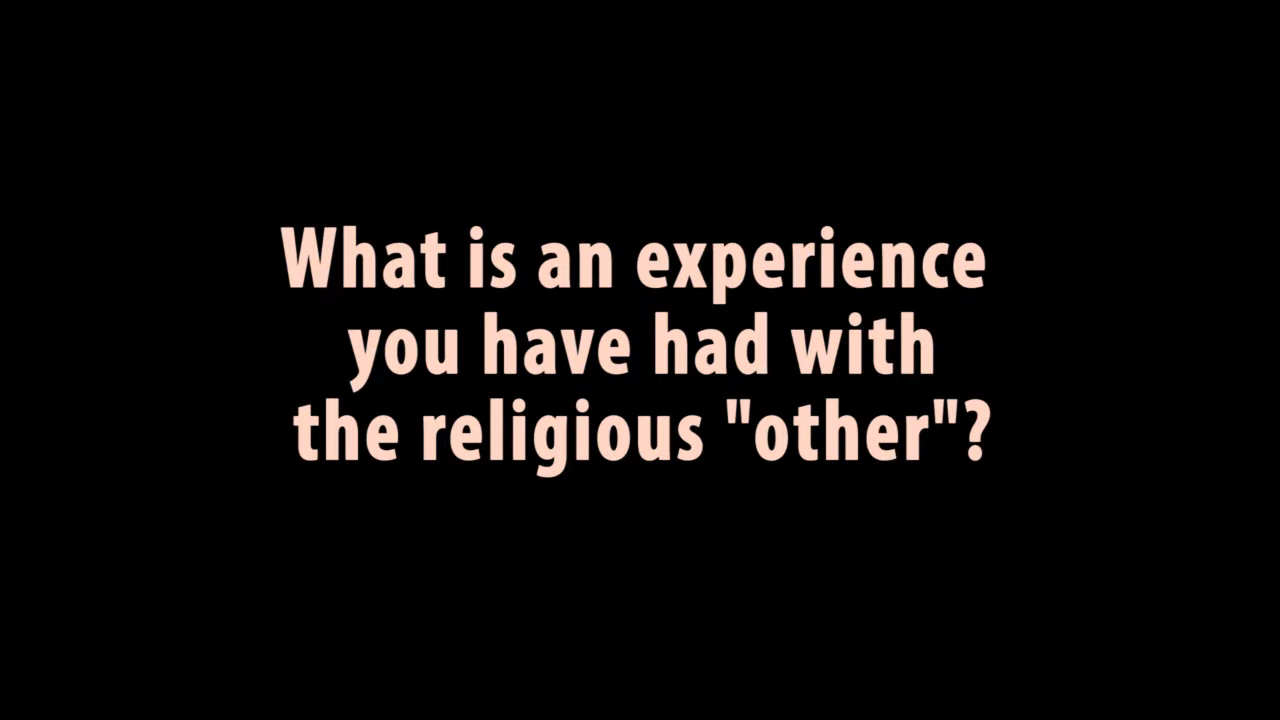 What is an experience
you have had with
the religious "other"?